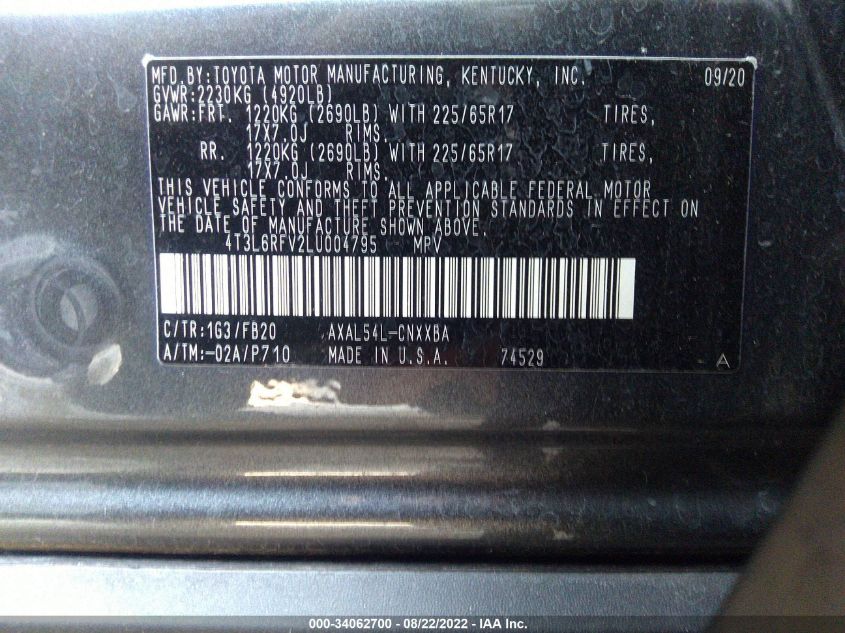 MFD.BY:TOYOTA MOTOR MANUFACTURING, KENTUCKY, INC. 09/20
GVWR:2230KG (4920LB)
GAWR:FRT. 1220KG (2690LB) WITH 225/65R17 TIRES,
17X7.0J RIMS.
RR. 1220KG (2690LB) WITH 225/65R17 TIRES,
17X7.0J RIMS.
THIS VEHICLE CONFORMS TO ALL APPLICABLE FEDERAL MOTOR
VEHICLE SAFETY AND THEFT PREVENTION STANDARDS IN EFFECT ON
THE DATE OF MANUFACTURE SHOWN ABOVE.
4T3L6RFV2LU004795 MPV
C/TR:1G3/FB20 AXAL54L-CNXXBA
A/TM:-02A/P710 MADE IN U.S.A. 74529 A
000-34062700 - 08/22/2022 - IAA Inc.